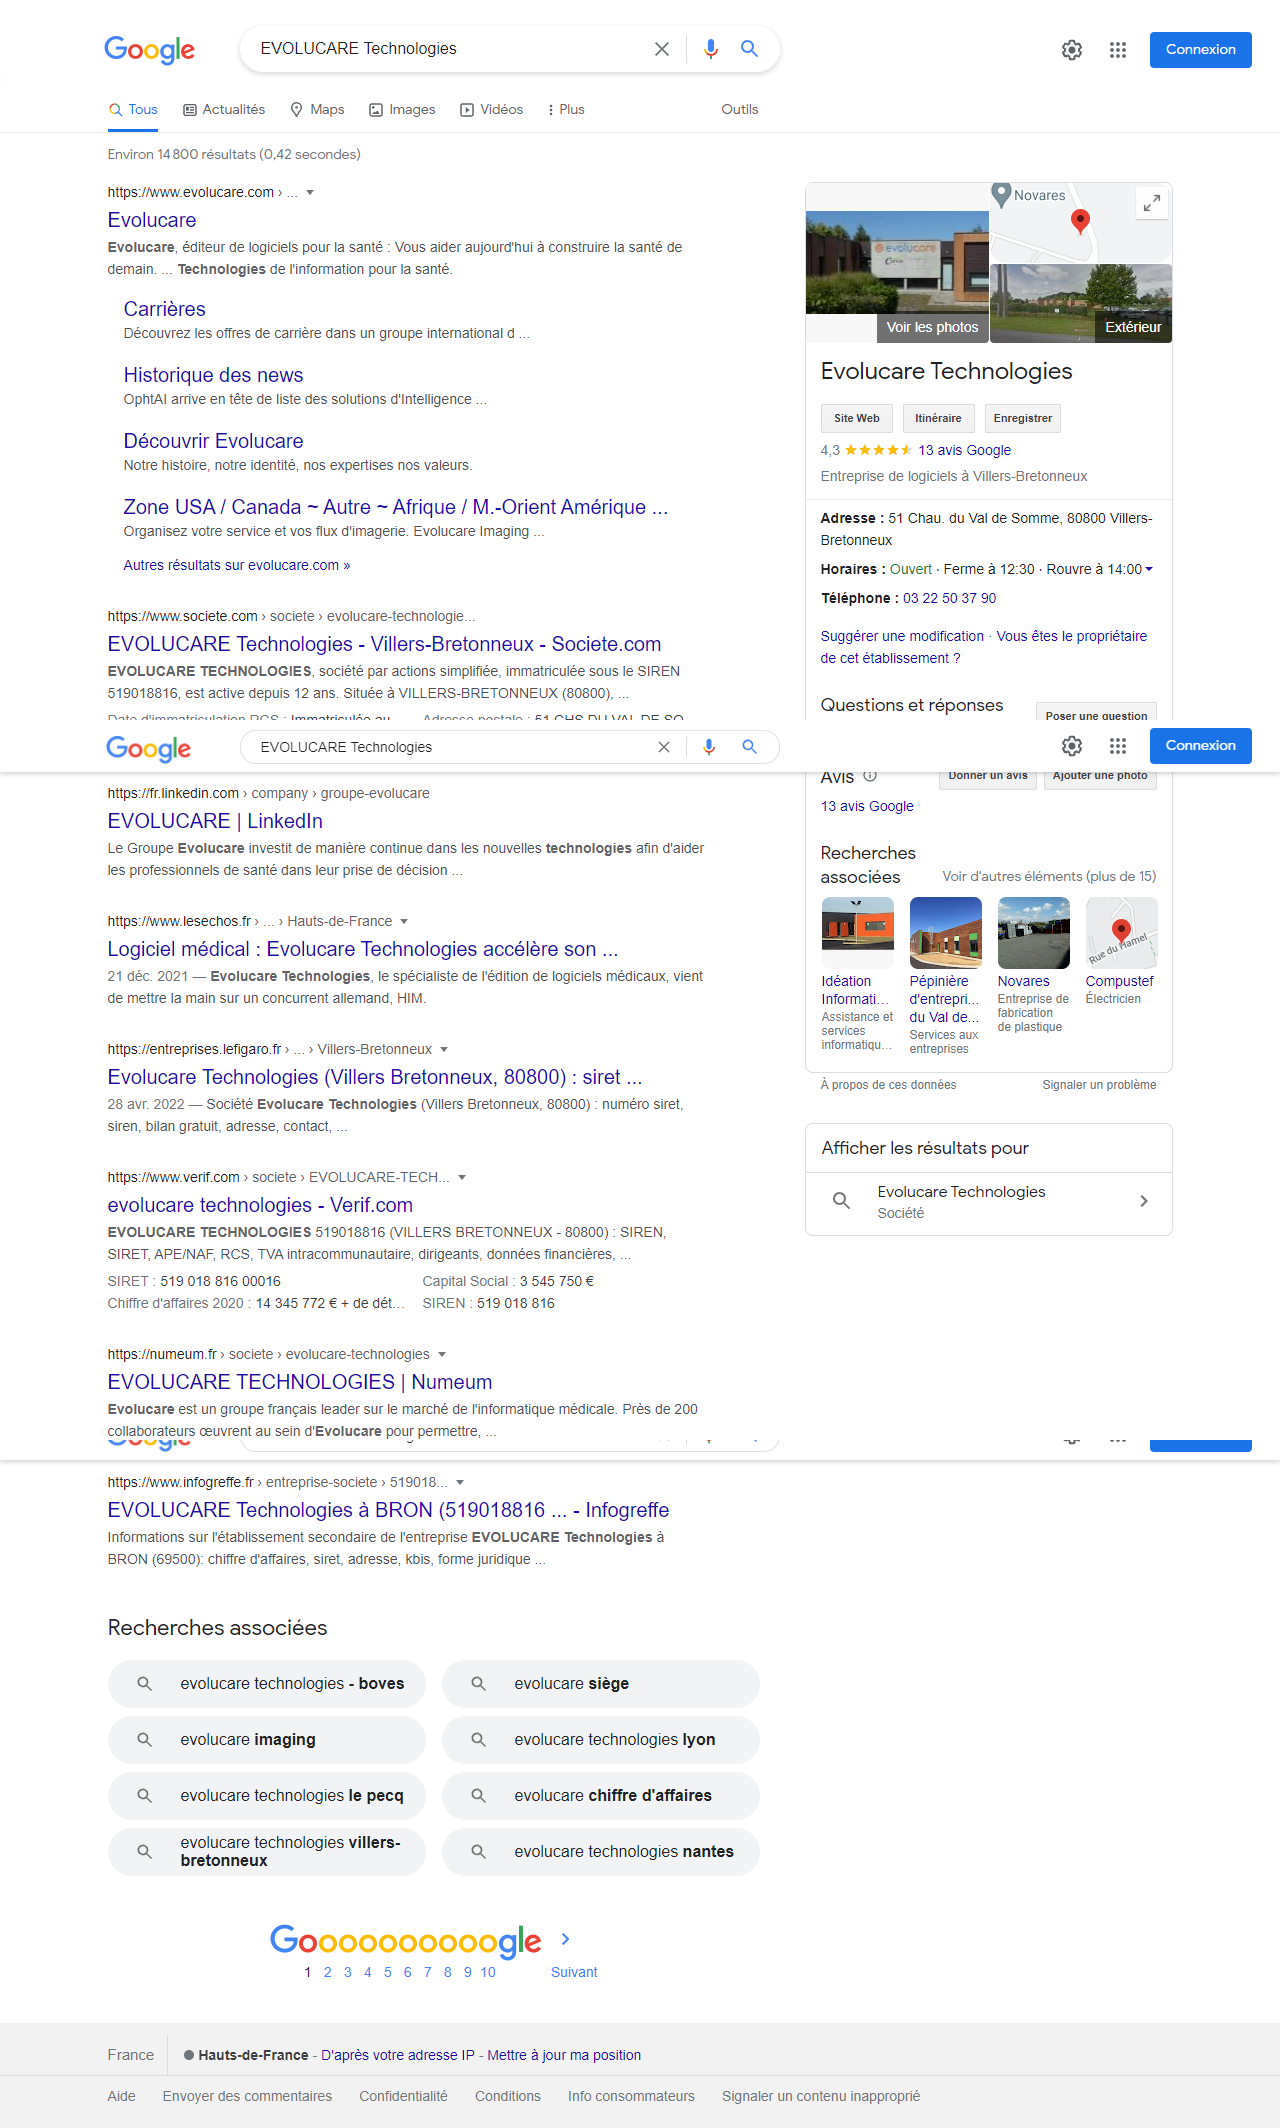 Google
EVOLUCARE Technologies
Connexion
Tous
Actualités
Maps
Images
Vidéos
Plus
Outils
Environ 14 800 résultats (0,42 secondes)
https://www.evolucare.com › ...
Evolucare
Evolucare, éditeur de logiciels pour la santé : Vous aider aujourd'hui à construire la santé de
demain. ... Technologies de l'information pour la santé.
Carrières
Découvrez les offres de carrière dans un groupe international d ...
Historique des news
OphtAI arrive en tête de liste des solutions d'Intelligence ...
Découvrir Evolucare
Notre histoire, notre identité, nos expertises nos valeurs.
Zone USA / Canada ~ Autre ~ Afrique / M.-Orient Amérique ...
Organisez votre service et vos flux d'imagerie. Evolucare Imaging ...
Autres résultats sur evolucare.com »
https://www.societe.com › societe › evolucare-technologie...
EVOLUCARE Technologies - Villers-Bretonneux - Societe.com
EVOLUCARE TECHNOLOGIES, société par actions simplifiée, immatriculée sous le SIREN
519018816, est active depuis 12 ans. Située à VILLERS-BRETONNEUX (80800), ...
Date d'immatriculation RCS : Immatriculée au ...
Adresse postale : 51 CHS DU VAL DE SO...
Novares
evolucare
Voir les photos
Extérieur
Evolucare Technologies
Site Web
Itinéraire
Enregistrer
4,3
13 avis Google
Entreprise de logiciels à Villers-Bretonneux
Adresse : 51 Chau. du Val de Somme, 80800 Villers-
Bretonneux
Horaires : Ouvert · Ferme à 12:30 · Rouvre à 14:00
Téléphone : 03 22 50 37 90
Suggérer une modification · Vous êtes le propriétaire
de cet établissement ?
Questions et réponses
Poser une question
Google
EVOLUCARE Technologies
Connexion
Avis
Donner un avis
Ajouter une photo
13 avis Google
Recherches
associées
Voir d'autres éléments (plus de 15)
Rue du Hamel
Idéation
Informati...
Assistance et
services
informatiqu...
Pépinière
d'entrepri...
du Val de...
Services aux
entreprises
Novares
Entreprise de
fabrication
de plastique
Compustef
Électricien
À propos de ces données
Signaler un problème
Afficher les résultats pour
Evolucare Technologies
Société
https://fr.linkedin.com › company › groupe-evolucare
EVOLUCARE | LinkedIn
Le Groupe Evolucare investit de manière continue dans les nouvelles technologies afin d'aider
les professionnels de santé dans leur prise de décision ...
https://www.lesechos.fr › ... › Hauts-de-France
Logiciel médical : Evolucare Technologies accélère son ...
21 déc. 2021 — Evolucare Technologies, le spécialiste de l'édition de logiciels médicaux, vient
de mettre la main sur un concurrent allemand, HIM.
https://entreprises.lefigaro.fr › ... › Villers-Bretonneux
Evolucare Technologies (Villers Bretonneux, 80800) : siret ...
28 avr. 2022 — Société Evolucare Technologies (Villers Bretonneux, 80800) : numéro siret,
siren, bilan gratuit, adresse, contact, ...
https://www.verif.com › societe › EVOLUCARE-TECH...
evolucare technologies - Verif.com
EVOLUCARE TECHNOLOGIES 519018816 (VILLERS BRETONNEUX - 80800) : SIREN,
SIRET, APE/NAF, RCS, TVA intracommunautaire, dirigeants, données financières, ...
SIRET : 519 018 816 00016
Capital Social : 3 545 750 €
Chiffre d'affaires 2020 : 14 345 772 € + de dét...
SIREN : 519 018 816
https://numeum.fr › societe › evolucare-technologies
EVOLUCARE TECHNOLOGIES | Numeum
Evolucare est un groupe français leader sur le marché de l'informatique médicale. Près de 200
collaborateurs œuvrent au sein d'Evolucare pour permettre, ...
Google
https://www.infogreffe.fr › entreprise-societe › 519018...
EVOLUCARE Technologies à BRON (519018816 ... - Infogreffe
Informations sur l'établissement secondaire de l'entreprise EVOLUCARE Technologies à
BRON (69500): chiffre d'affaires, siret, adresse, kbis, forme juridique ...
Recherches associées
evolucare technologies - boves
evolucare siège
evolucare imaging
evolucare technologies lyon
evolucare technologies le pecq
evolucare chiffre d'affaires
evolucare technologies villers-
bretonneux
evolucare technologies nantes
Goooooooooogle
1 2 3 4 5 6 7 8 9 10
Suivant
France
Hauts-de-France - D'après votre adresse IP - Mettre à jour ma position
Aide
Envoyer des commentaires
Confidentialité
Conditions
Info consommateurs
Signaler un contenu inapproprié